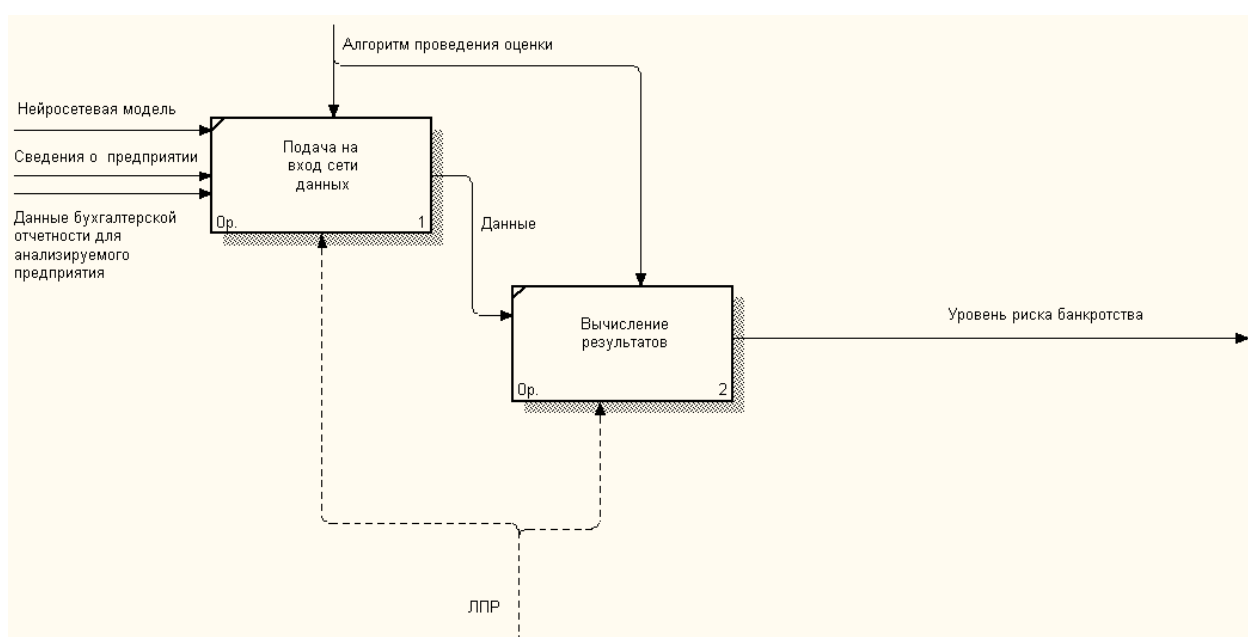 Алгоритм проведения оценки
Нейросетевая модель
Сведения о предприятии
Данные бухгалтерской
отчетности для
анализируемого
предприятия
Подача на
вход сети
данных
0р.
1
Данные
Вычисление
результатов
0р.
2
Уровень риска банкротства
ЛПР